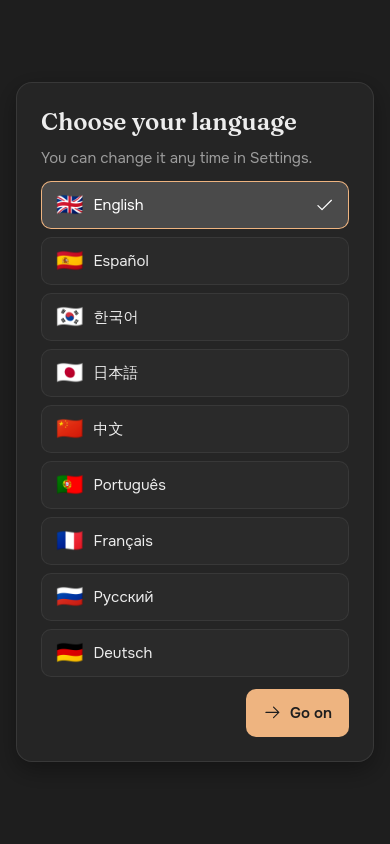 Choose your language
You can change it any time in Settings.
English
Español
한국어
日本語
中文
Português
Français
Русский
Deutsch
Go on